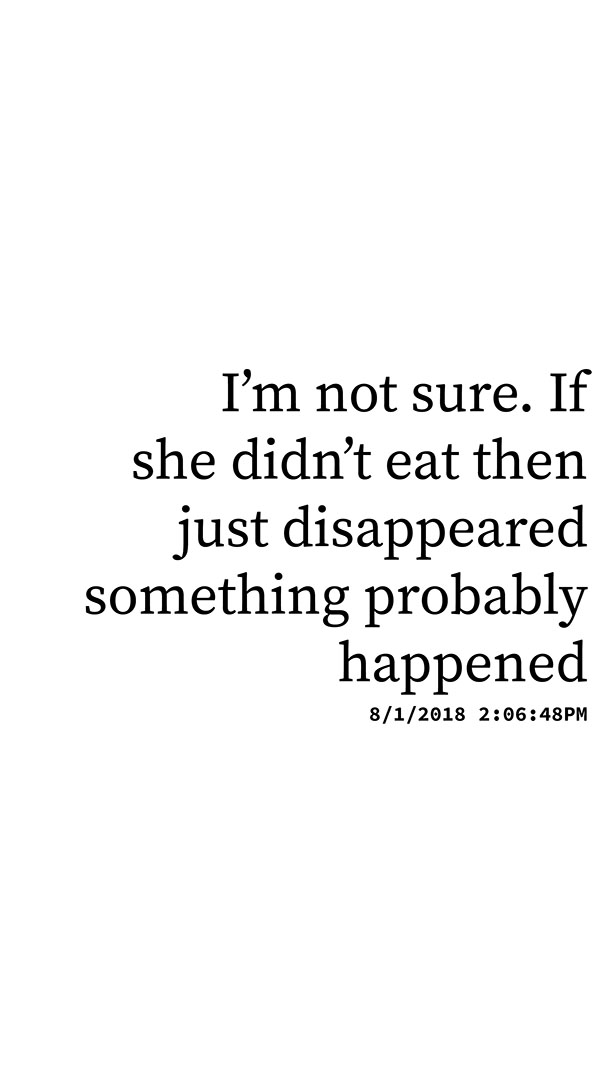 I’m not sure. If
she didn’t eat then
just disappeared
something probably
happened
8/1/2018 2:06:48PM